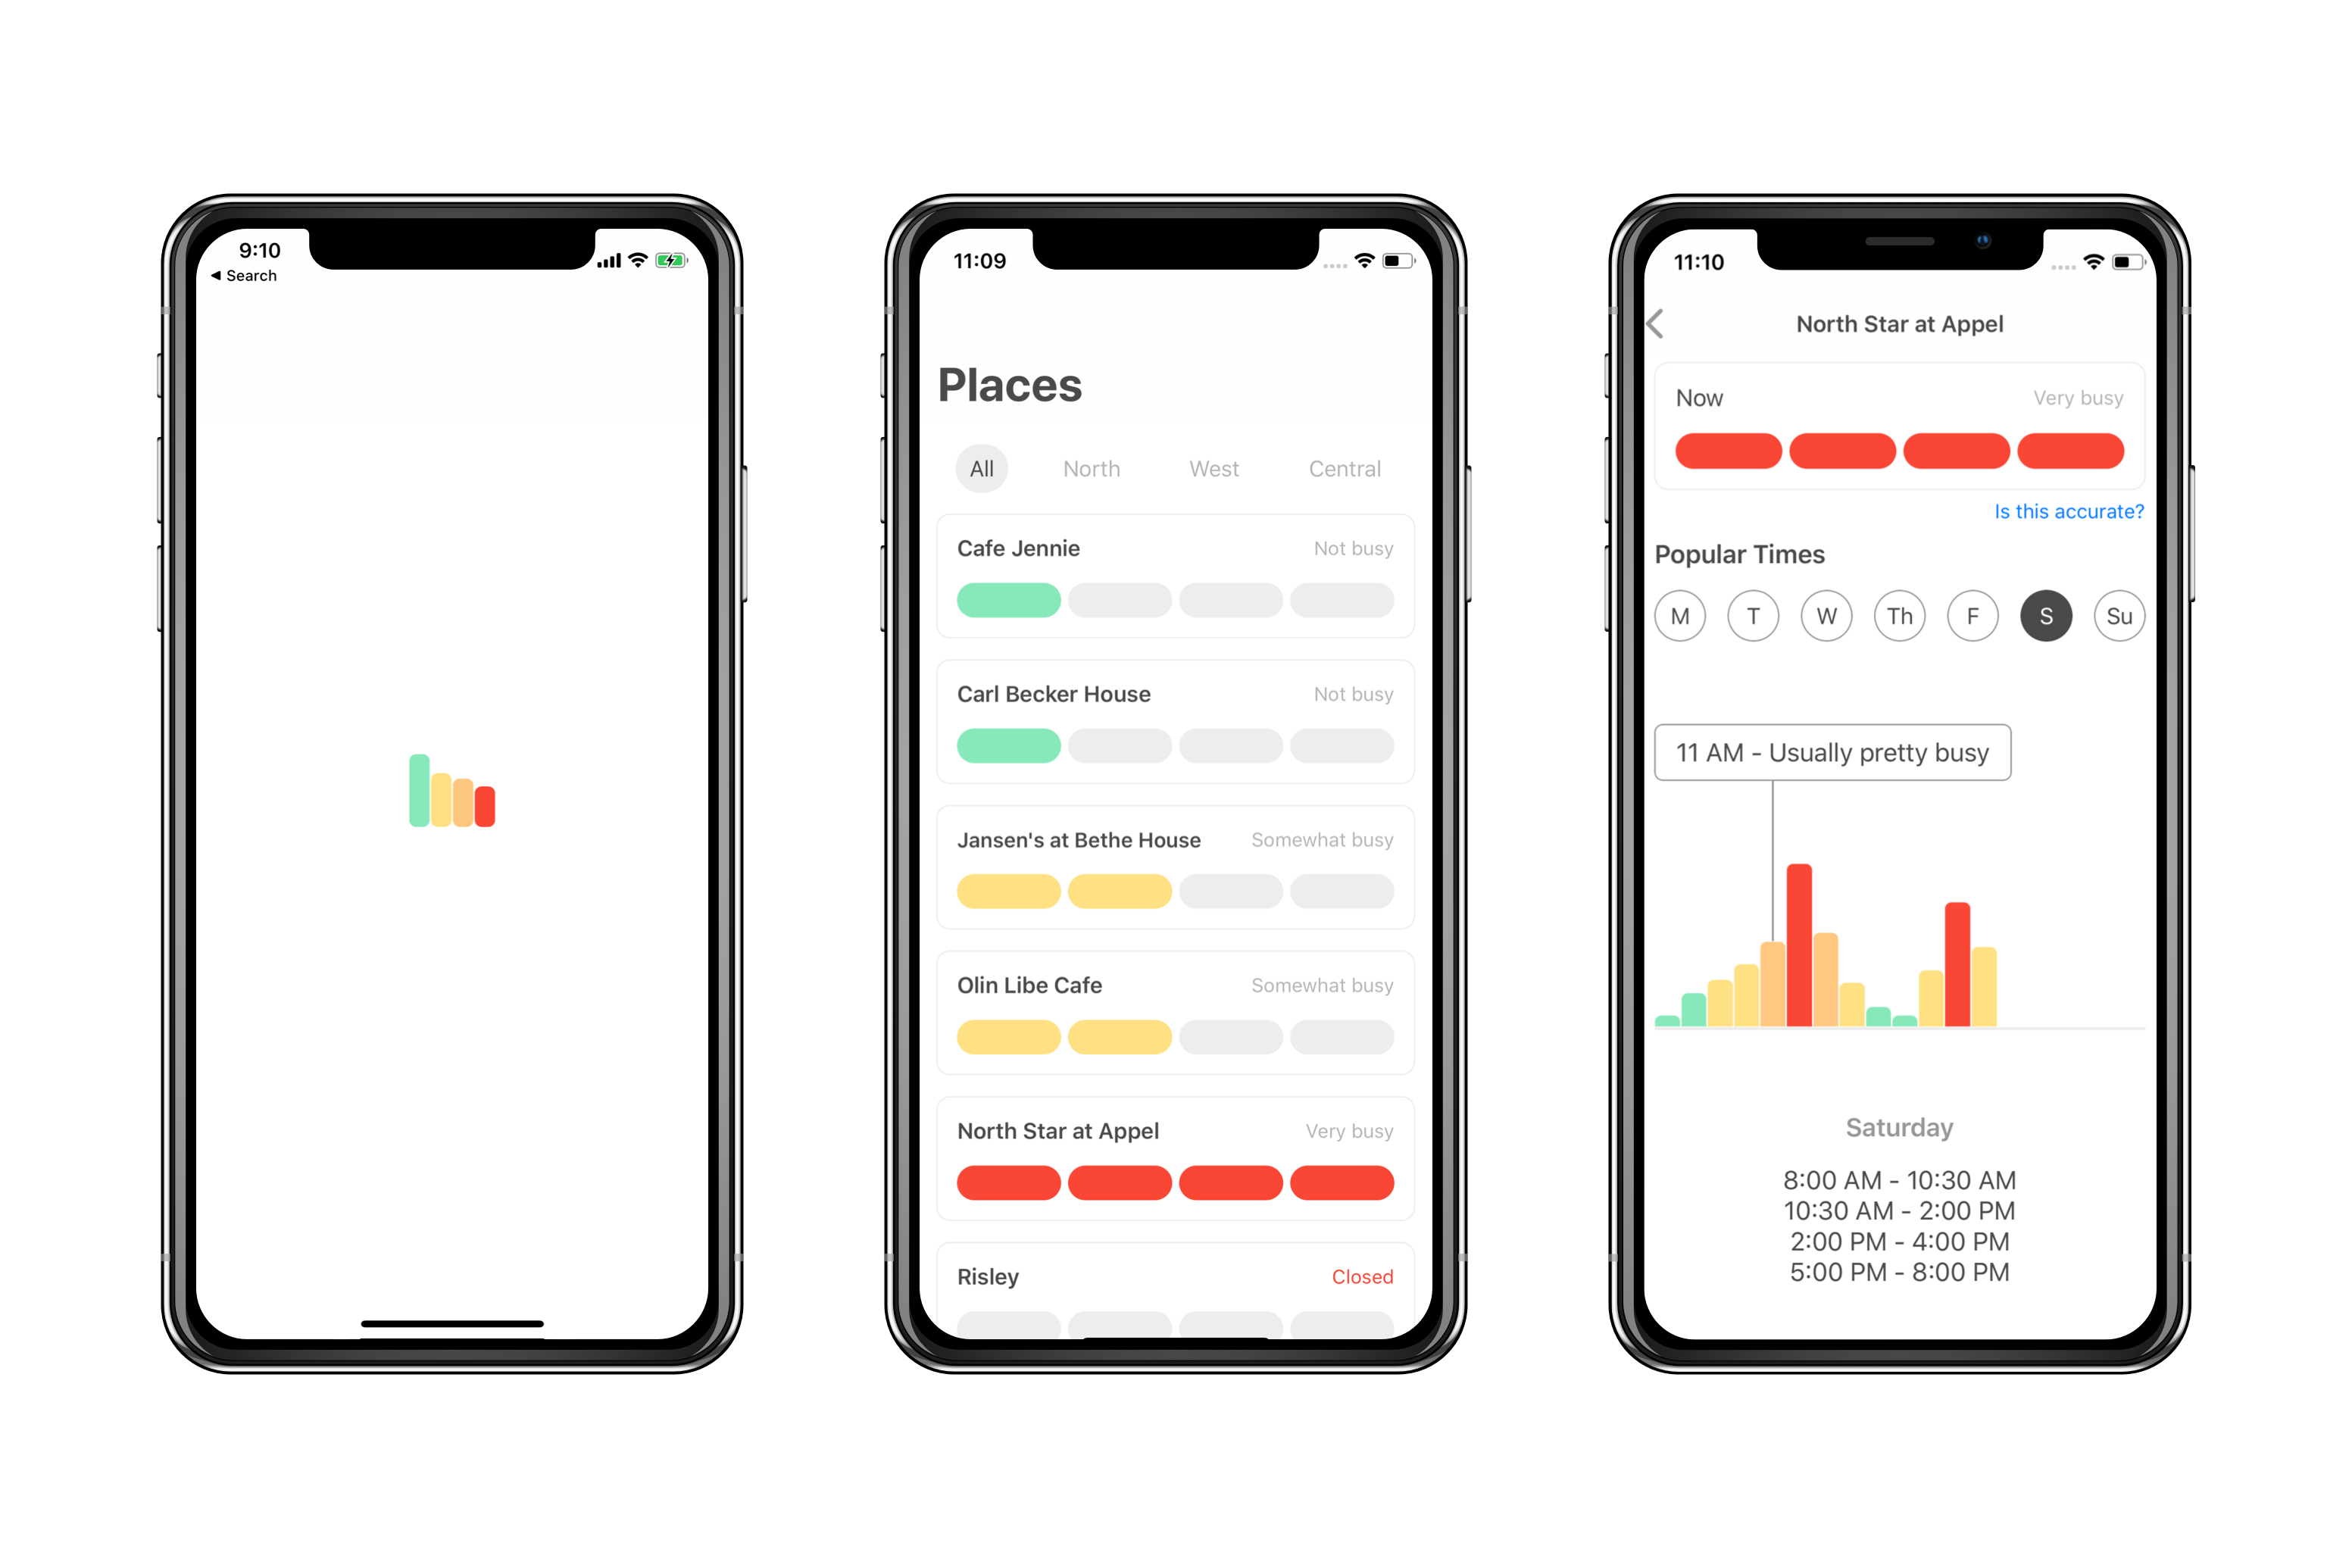 9:10
◀ Search
11:09
Places
All North West Central
Cafe Jennie Not busy
Carl Becker House Not busy
Jansen's at Bethe House Somewhat busy
Olin Libe Cafe Somewhat busy
North Star at Appel Very busy
Risley Closed
11:10
North Star at Appel
Now Very busy
Is this accurate?
Popular Times
M T W Th F S Su
11 AM - Usually pretty busy
Saturday
8:00 AM - 10:30 AM
10:30 AM - 2:00 PM
2:00 PM - 4:00 PM
5:00 PM - 8:00 PM